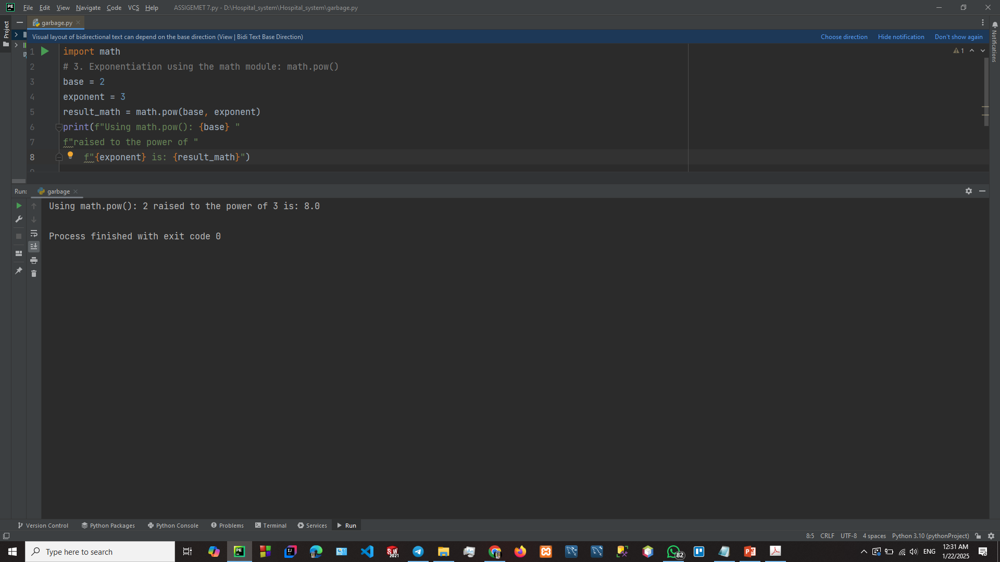 PE File Edit View Navigate Code VCS Help ASSIGEMET 7.py - D:\Hospital_system\Hospital_system\garbage.py
Project
garbage.py
Notifications
Visual layout of bidirectional text can depend on the base direction (View | Bidi Text Base Direction) Choose direction Hide notification Don't show again
1 import math
1
2 # 3. Exponentiation using the math module: math.pow()
3 base = 2
4 exponent = 3
5 result_math = math.pow(base, exponent)
6 print(f"Using math.pow(): {base} "
7 f"raised to the power of "
8 f"{exponent} is: {result_math}")
9
Run: garbage
Using math.pow(): 2 raised to the power of 3 is: 8.0
Process finished with exit code 0
Version Control Python Packages Python Console Problems Terminal Services Run
8:5 CRLF UTF-8 4 spaces Python 3.10 (pythonProject)
Type here to search
PE
IJ
SW 2021
82
ENG
12:31 AM
1/22/2025